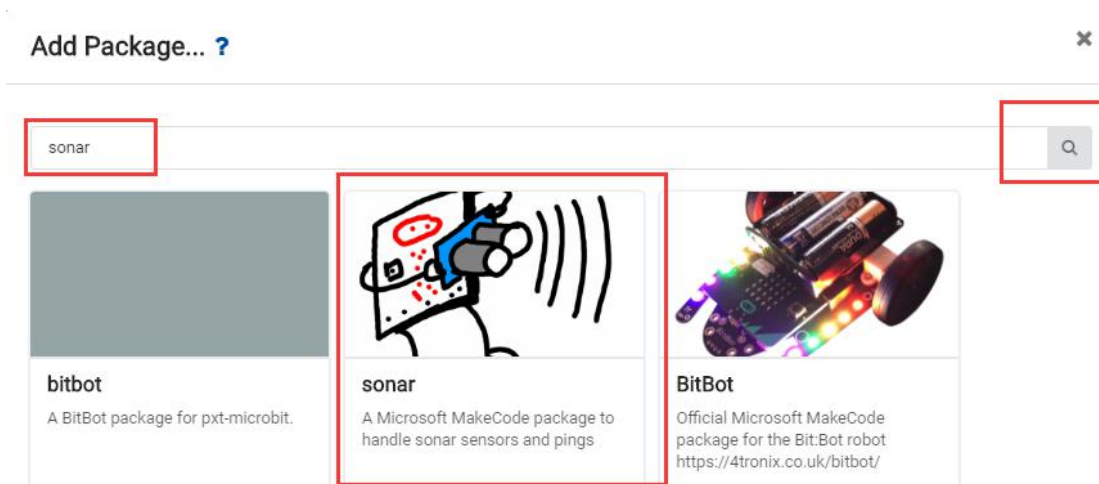 Add Package... ?
sonar
bitbot
A BitBot package for pxt-microbit.
sonar
A Microsoft MakeCode package to
handle sonar sensors and pings
BitBot
Official Microsoft MakeCode
package for the Bit:Bot robot
https://4tronix.co.uk/bitbot/